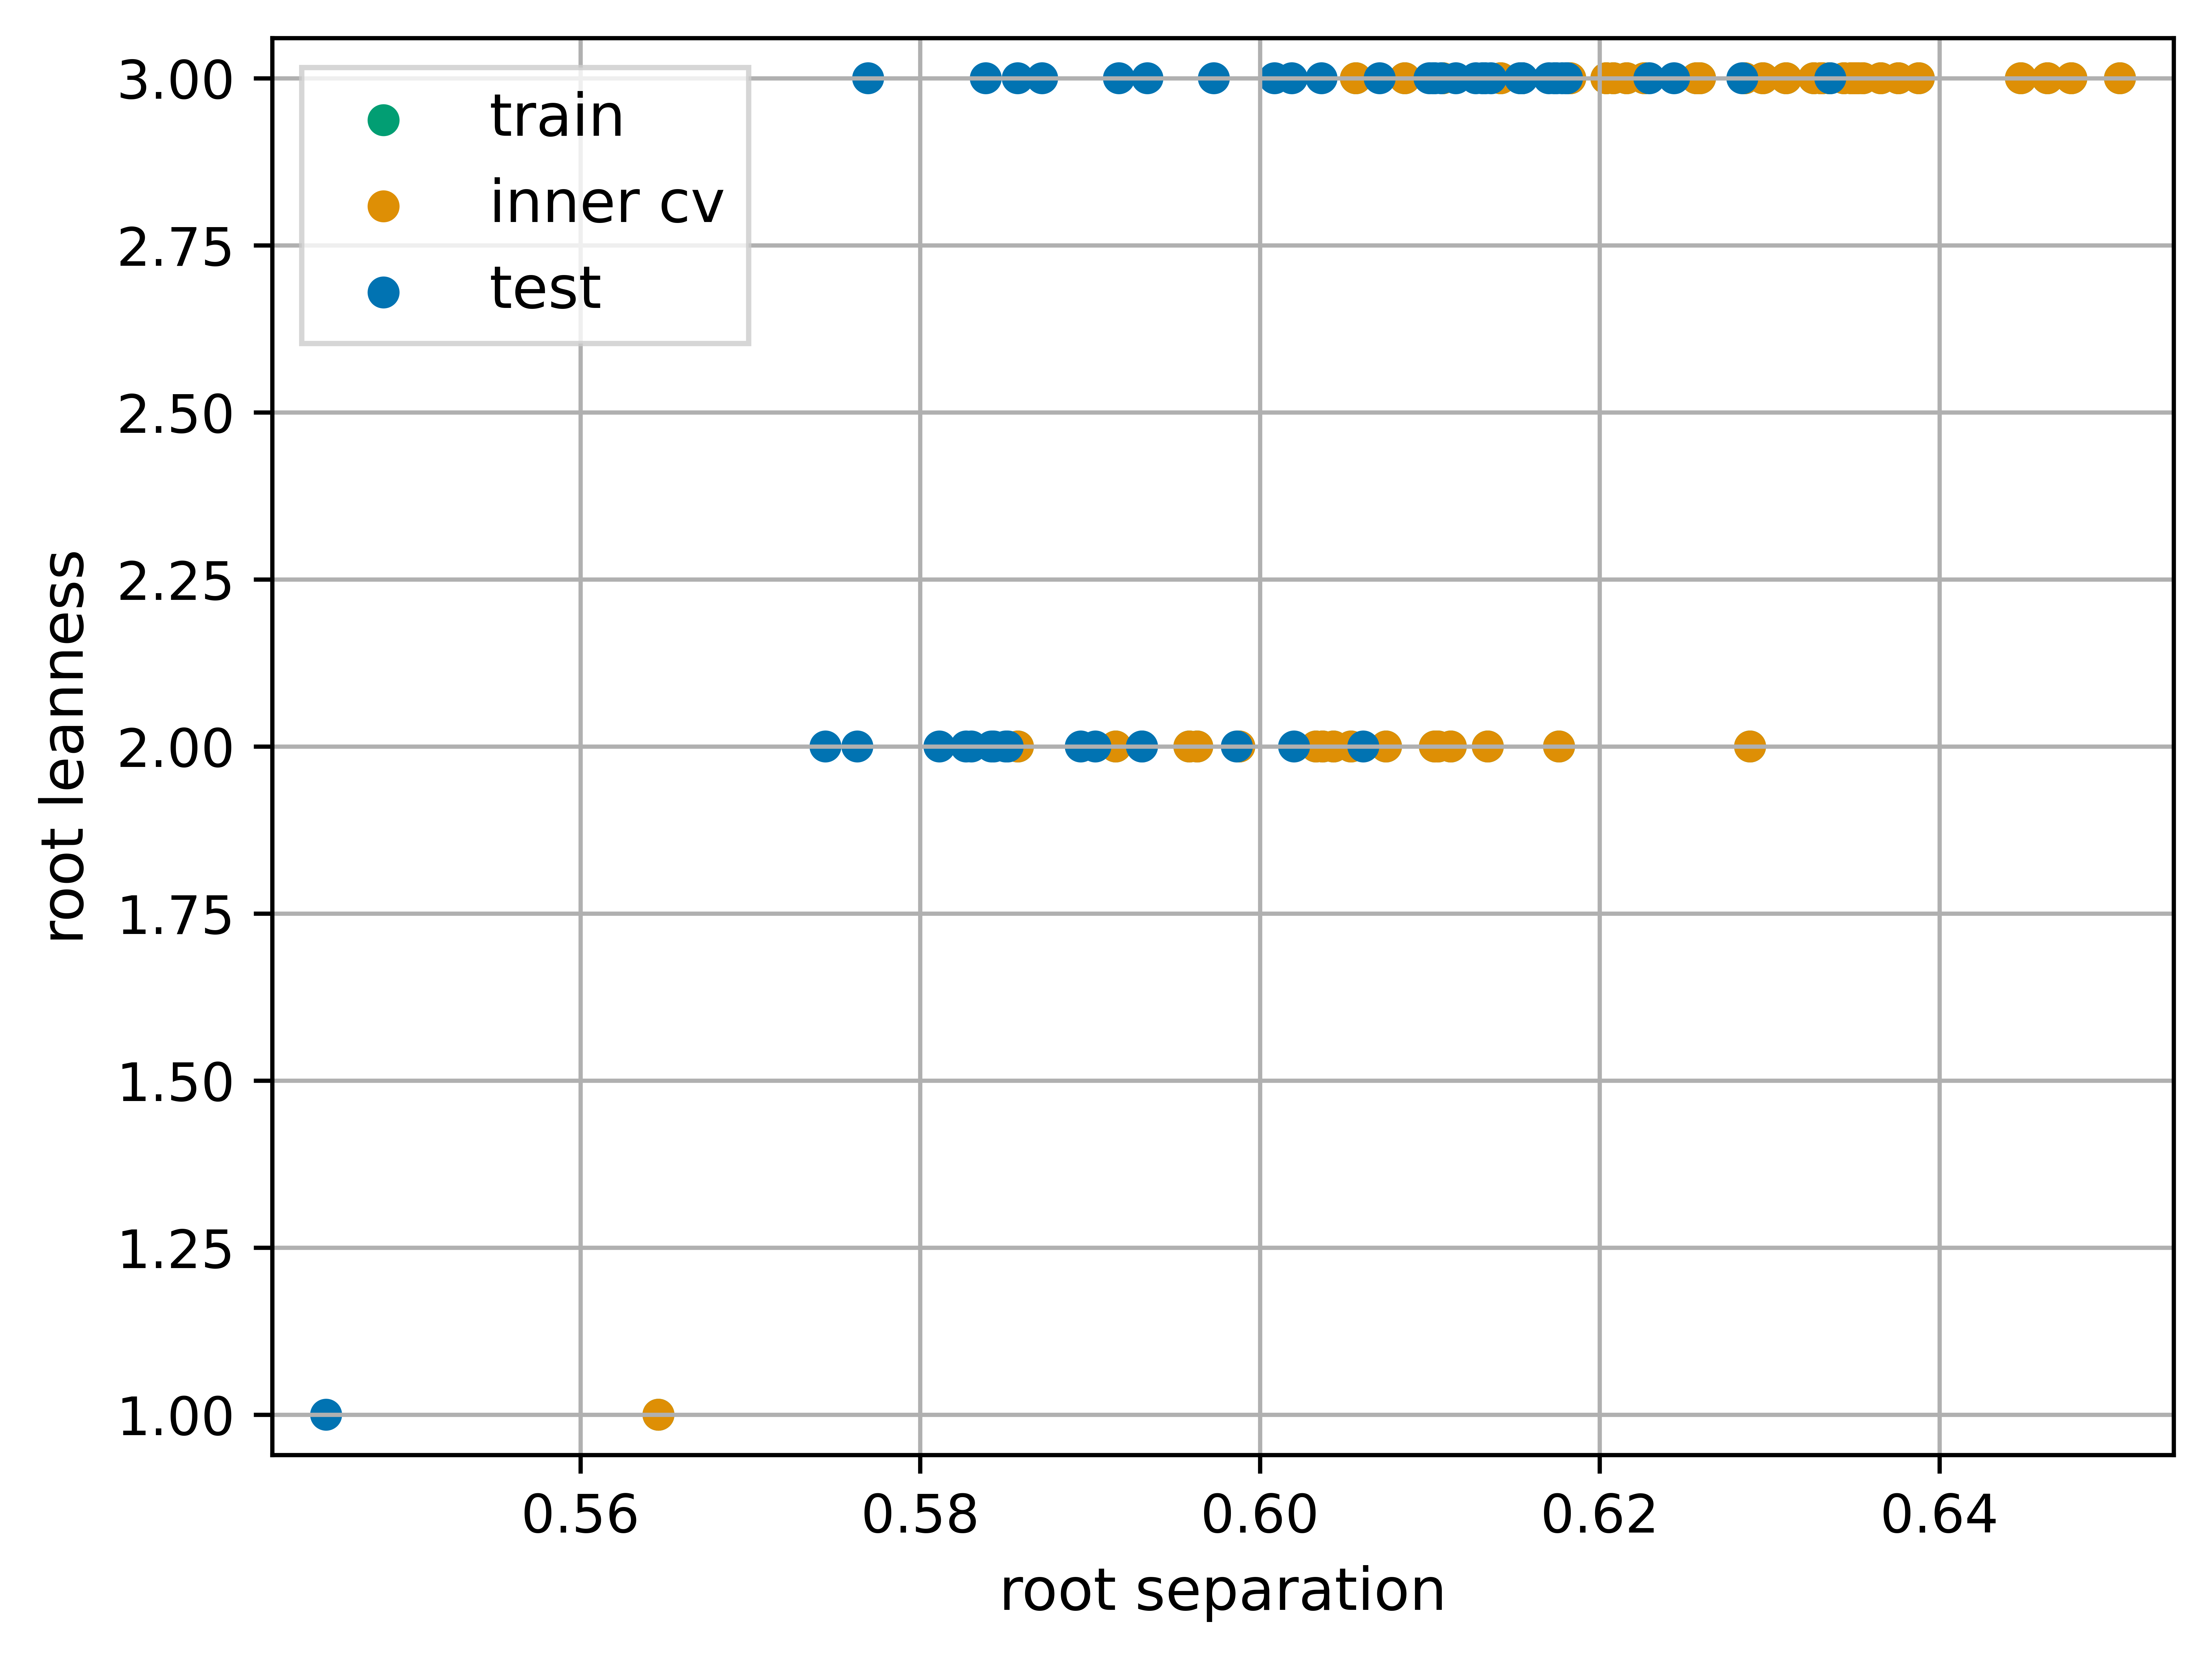 3.00
2.75
2.50
2.25
2.00
1.75
1.50
1.25
1.00
root leanness
train
inner cv
test
0.56 0.58 0.60 0.62 0.64
root separation